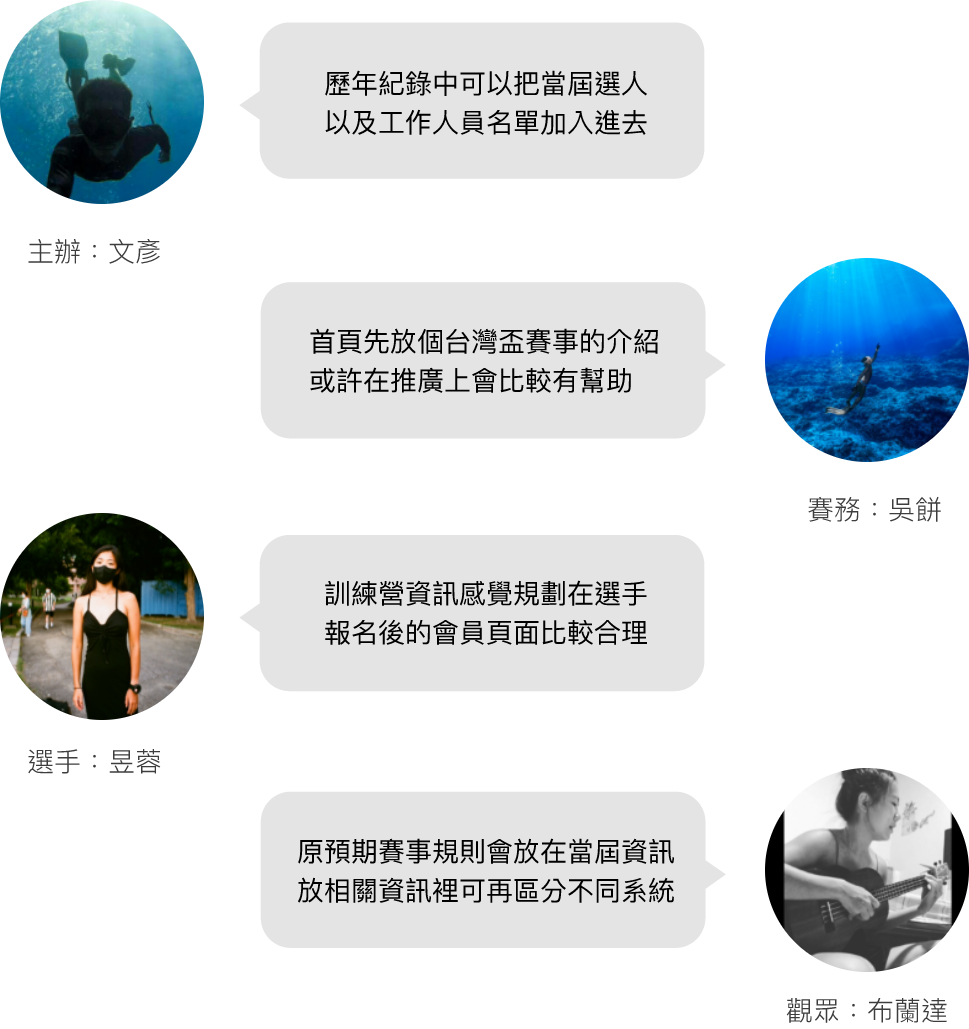 歷年紀錄中可以把當屆選人
以及工作人員名單加入進去
主辦：文彥
首頁先放個台灣盃賽事的介紹
或許在推廣上會比較有幫助
賽務：吳餅
訓練營資訊感覺規劃在選手
報名後的會員頁面比較合理
選手：昱蓉
原預期賽事規則會放在當屆資訊
放相關資訊裡可再區分不同系統
觀眾：布蘭達